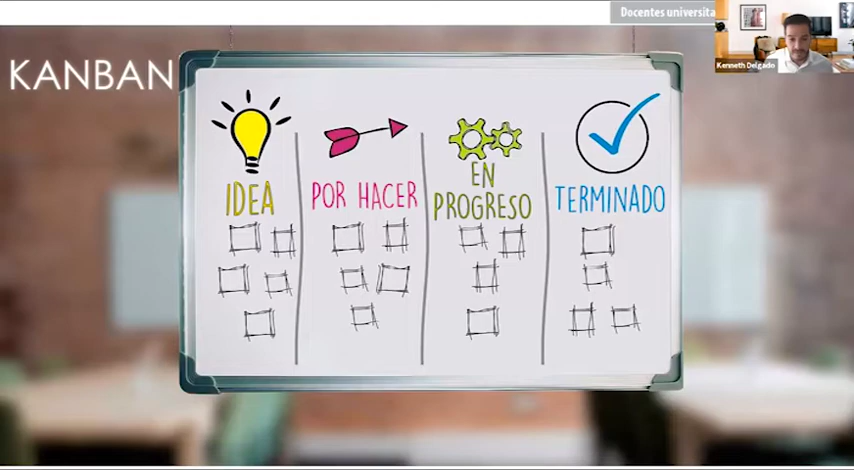 Docentes universita
Kenneth Delgado
KANBAN
IDEA
POR HACER
EN
PROGRESO
TERMINADO